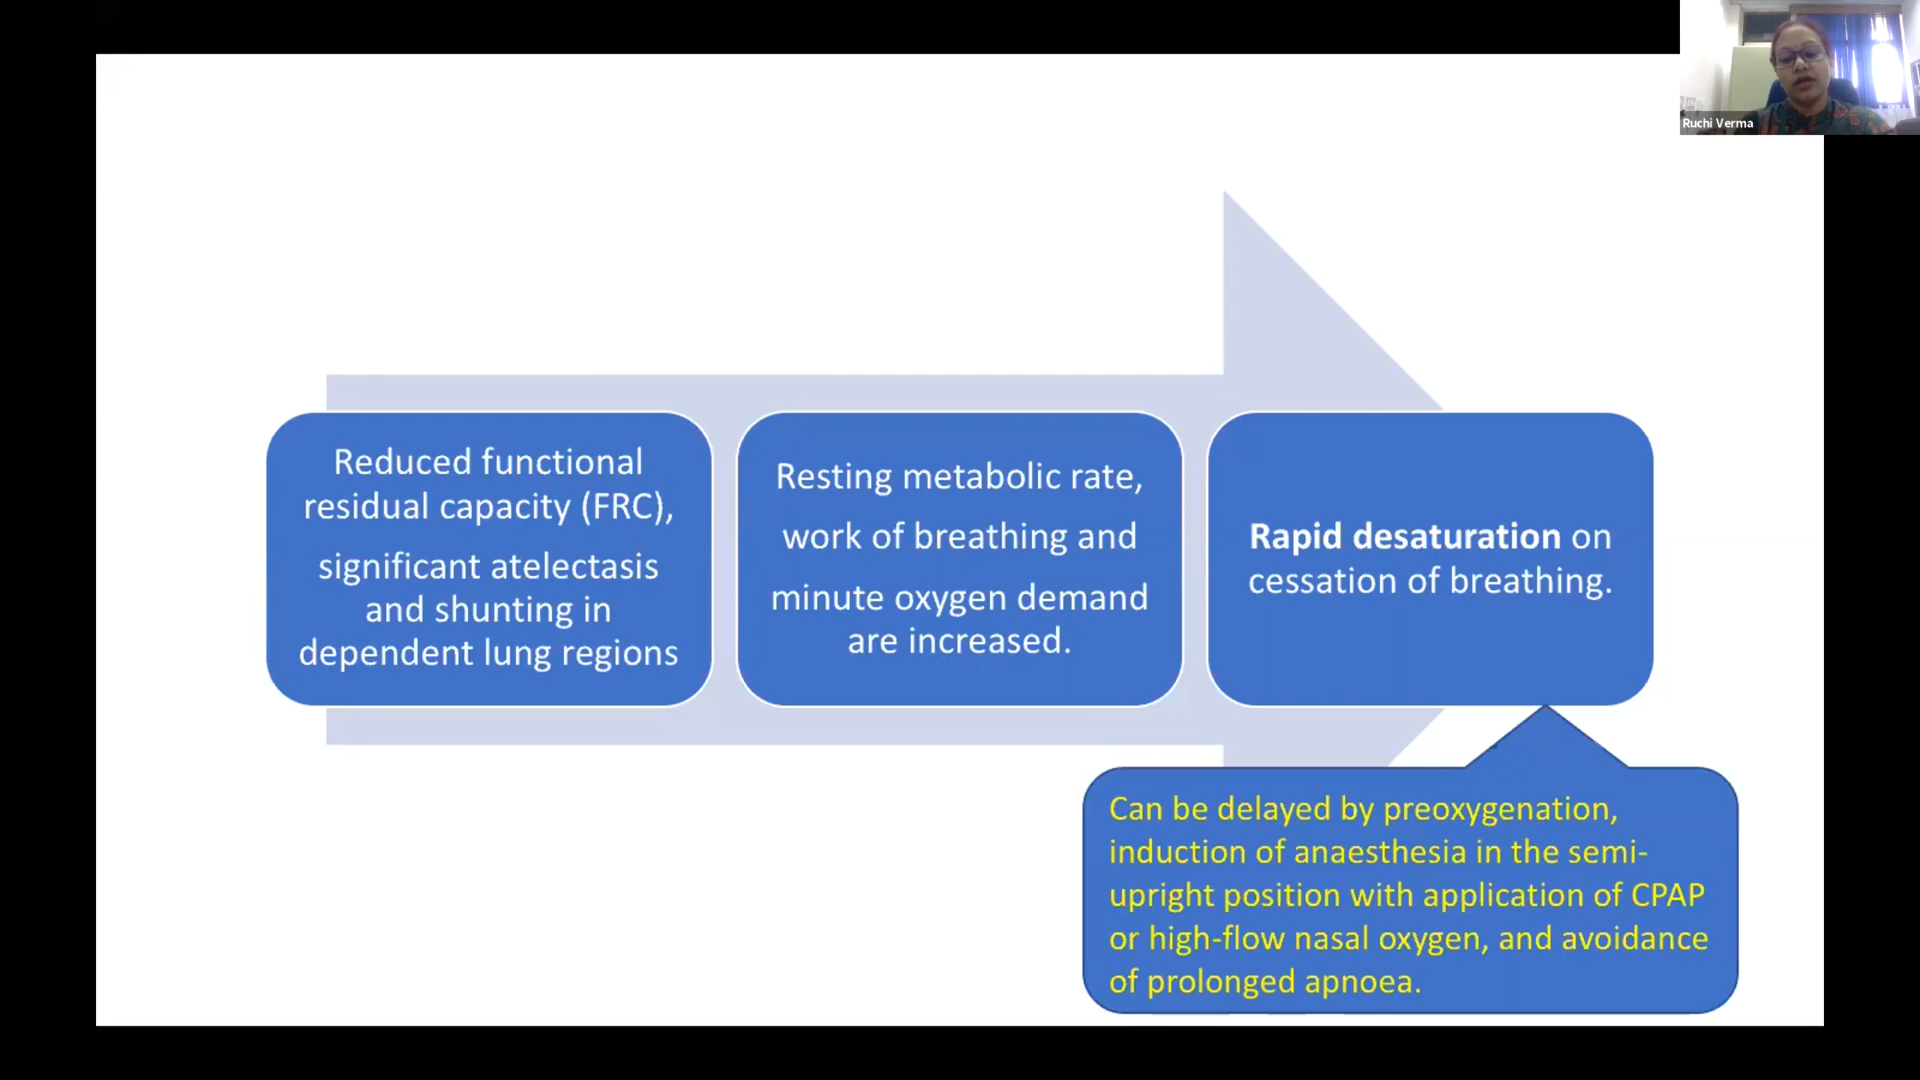 Ruchi Verma
Reduced functional
residual capacity (FRC),
significant atelectasis
and shunting in
dependent lung regions
Resting metabolic rate,
work of breathing and
minute oxygen demand
are increased.
Rapid desaturation on
cessation of breathing.
Can be delayed by preoxygenation,
induction of anaesthesia in the semi-
upright position with application of CPAP
or high-flow nasal oxygen, and avoidance
of prolonged apnoea.